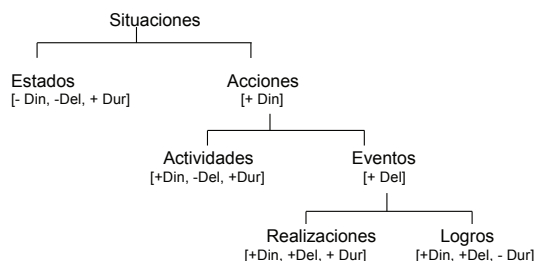 Situaciones
Estados Acciones
[- Din, -Del, + Dur] [+ Din]
Actividades Eventos
[+Din, -Del, +Dur] [+ Del]
Realizaciones Logros
[+Din, +Del, + Dur] [+Din, +Del, - Dur]